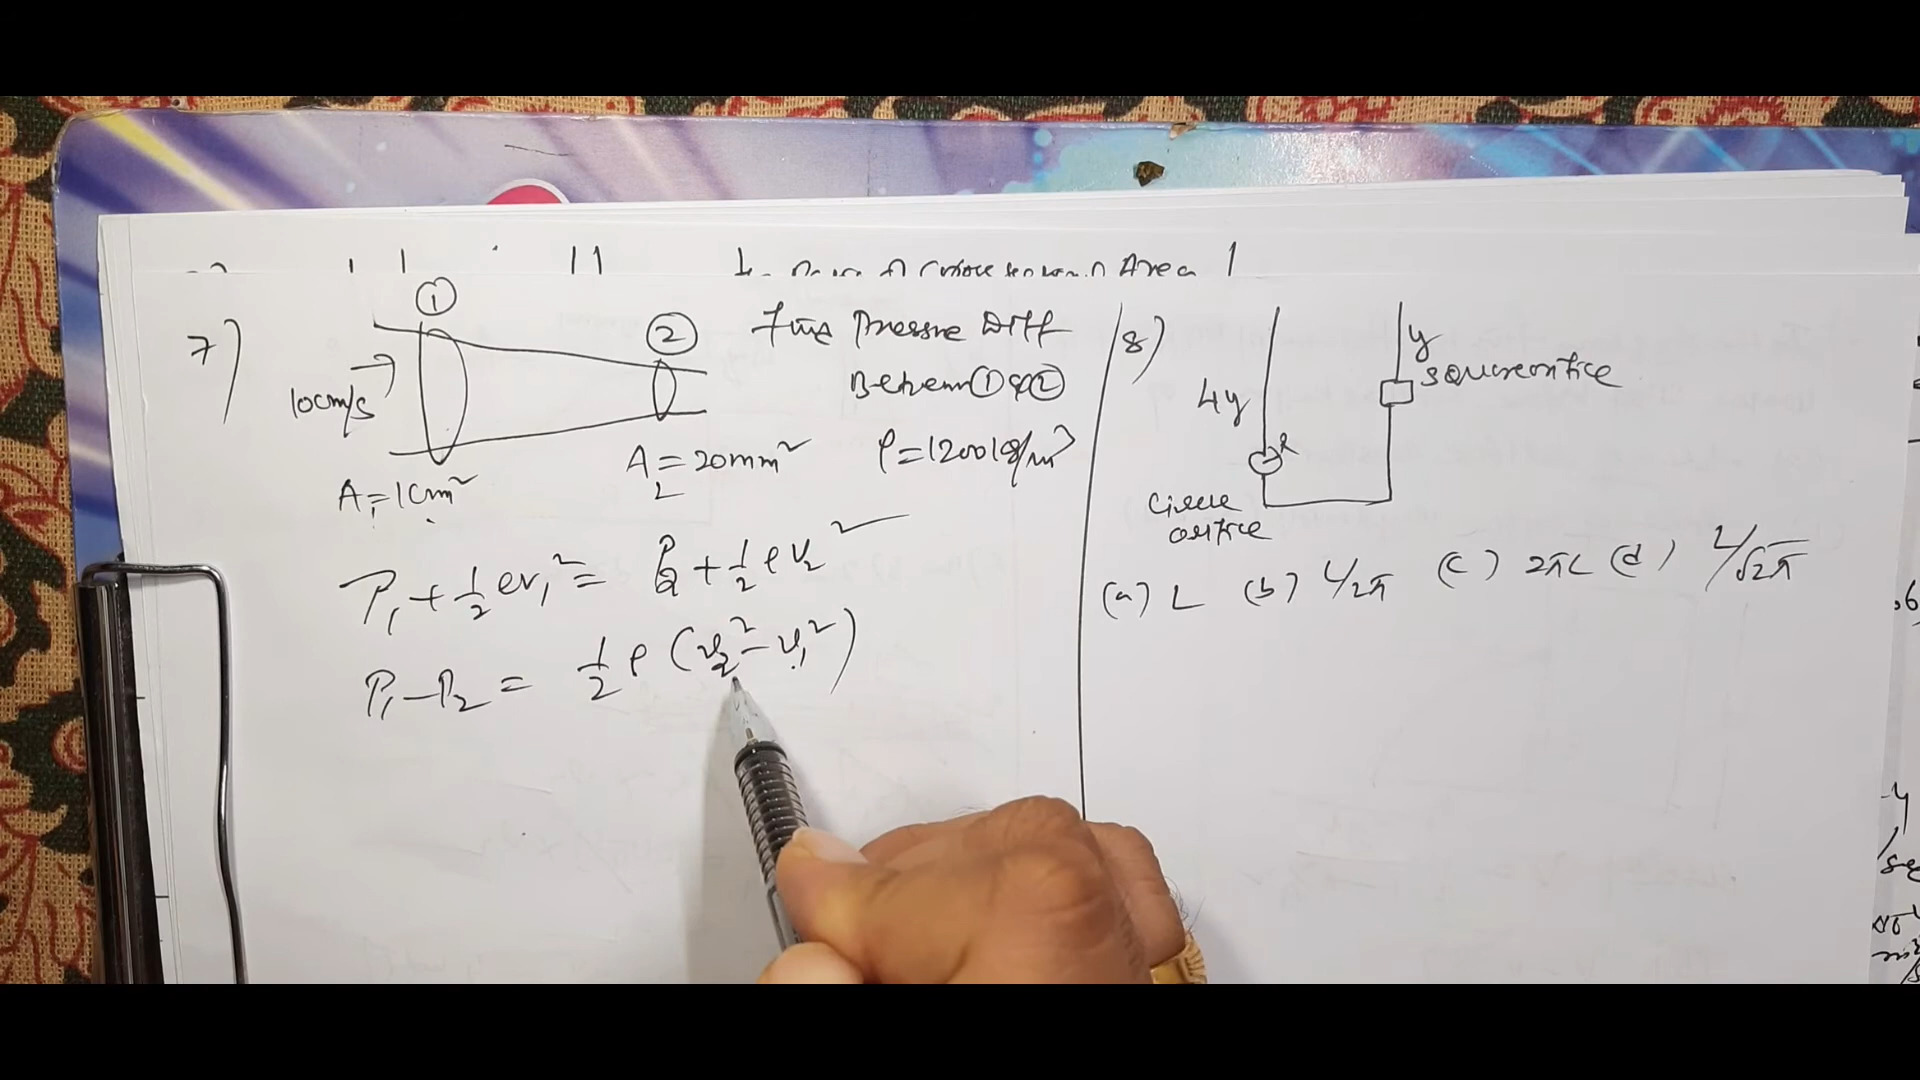 Area
7)
①
②
10cm/s
Find Pressure Diff
Between ① & ②
A₁=1cm²
A₂=20mm²
ρ=1200kg/m³
P₁+½ρv₁²= P₂+½ρv₂²
P₁-P₂= ½ρ(v₂²-v₁²)
8)
4y
y
square orifice
R
Circle
orifice
(a) L (b) L/2π (c) 2πL (d) L/√2π